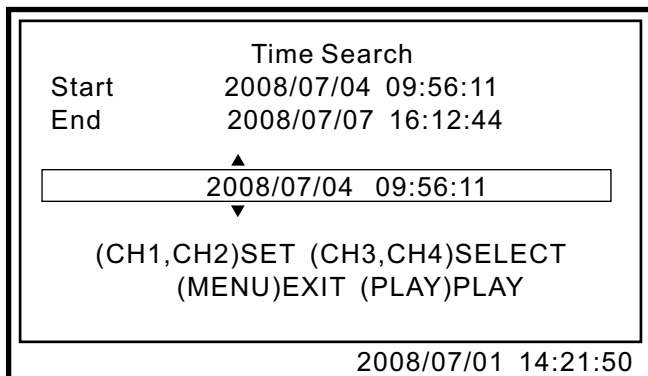 Time Search
Start 2008/07/04 09:56:11
End 2008/07/07 16:12:44
2008/07/04 09:56:11
(CH1,CH2)SET (CH3,CH4)SELECT
(MENU)EXIT (PLAY)PLAY
2008/07/01 14:21:50